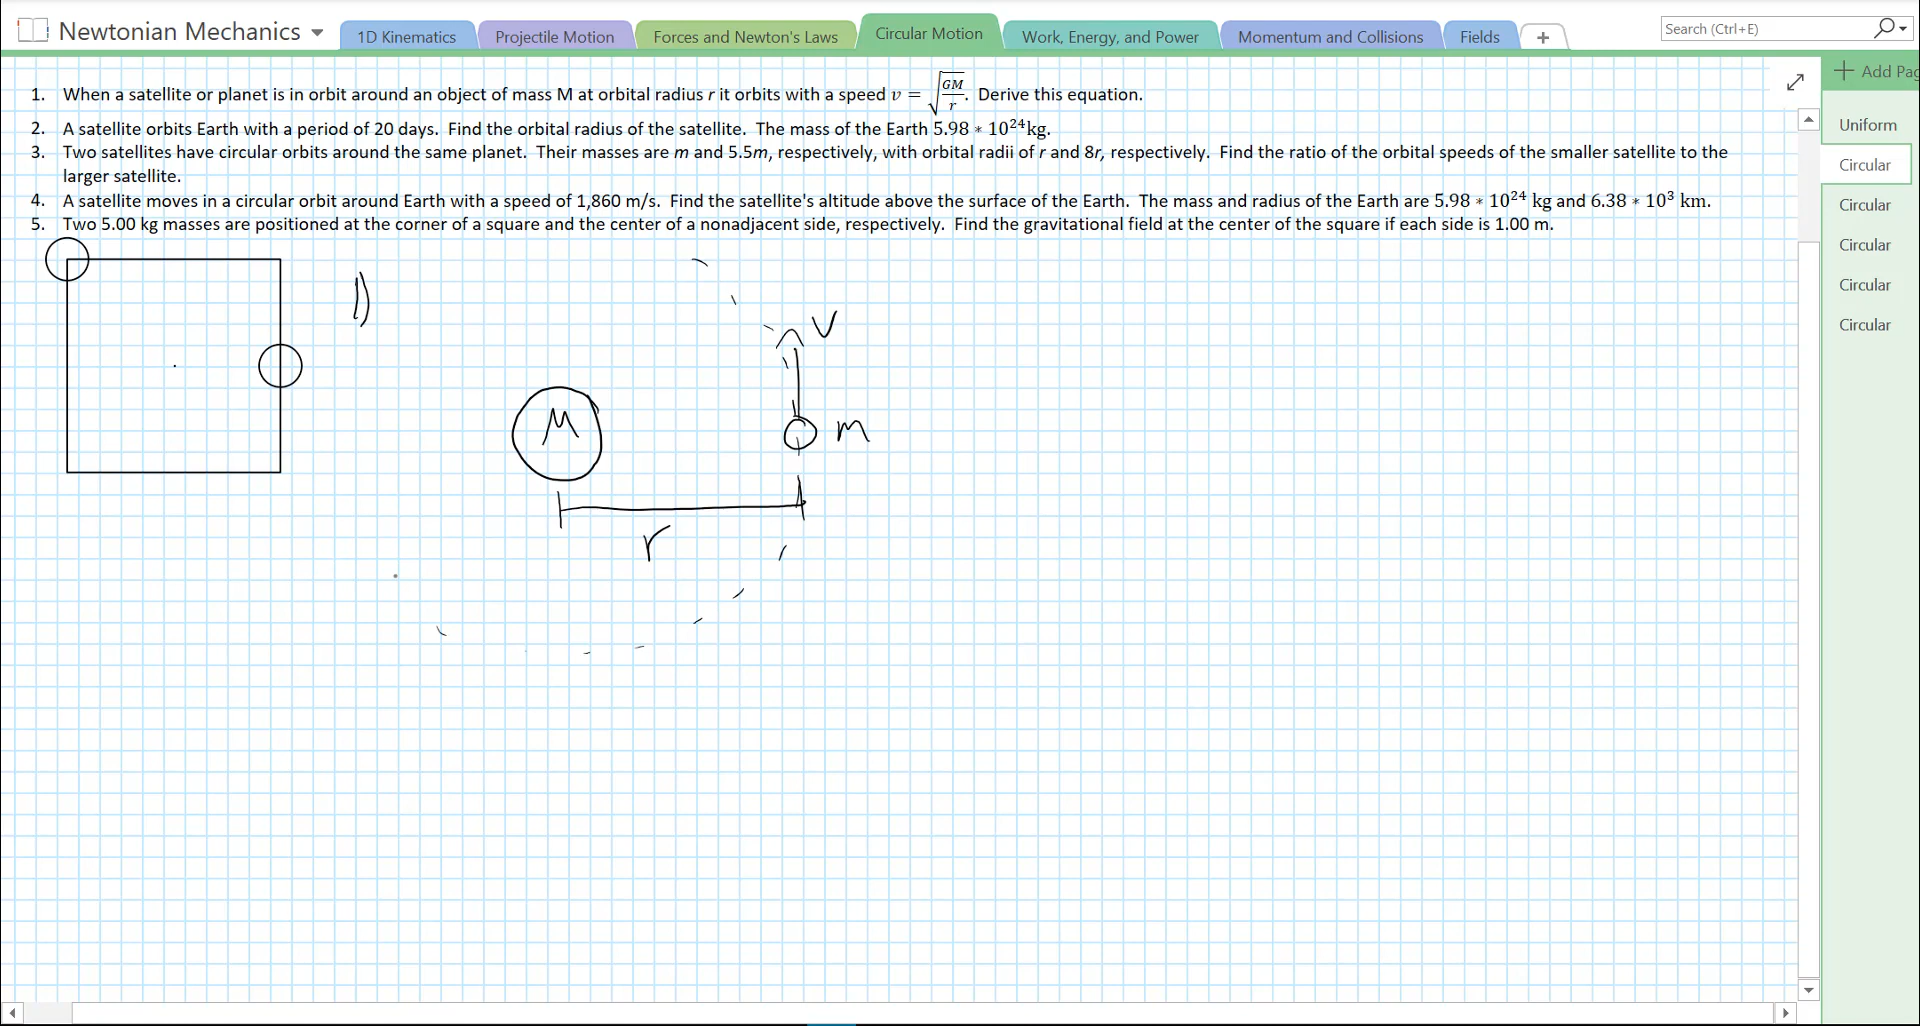 Newtonian Mechanics
1D Kinematics
Projectile Motion
Forces and Newton's Laws
Circular Motion
Work, Energy, and Power
Momentum and Collisions
Fields
+
Search (Ctrl+E)
Add Pag
1. When a satellite or planet is in orbit around an object of mass M at orbital radius r it orbits with a speed v = √(GM/r). Derive this equation.
2. A satellite orbits Earth with a period of 20 days. Find the orbital radius of the satellite. The mass of the Earth 5.98 * 10²⁴kg.
3. Two satellites have circular orbits around the same planet. Their masses are m and 5.5m, respectively, with orbital radii of r and 8r, respectively. Find the ratio of the orbital speeds of the smaller satellite to the
larger satellite.
4. A satellite moves in a circular orbit around Earth with a speed of 1,860 m/s. Find the satellite's altitude above the surface of the Earth. The mass and radius of the Earth are 5.98 * 10²⁴ kg and 6.38 * 10³ km.
5. Two 5.00 kg masses are positioned at the corner of a square and the center of a nonadjacent side, respectively. Find the gravitational field at the center of the square if each side is 1.00 m.
1)
V
M
m
r
Uniform
Circular
Circular
Circular
Circular
Circular